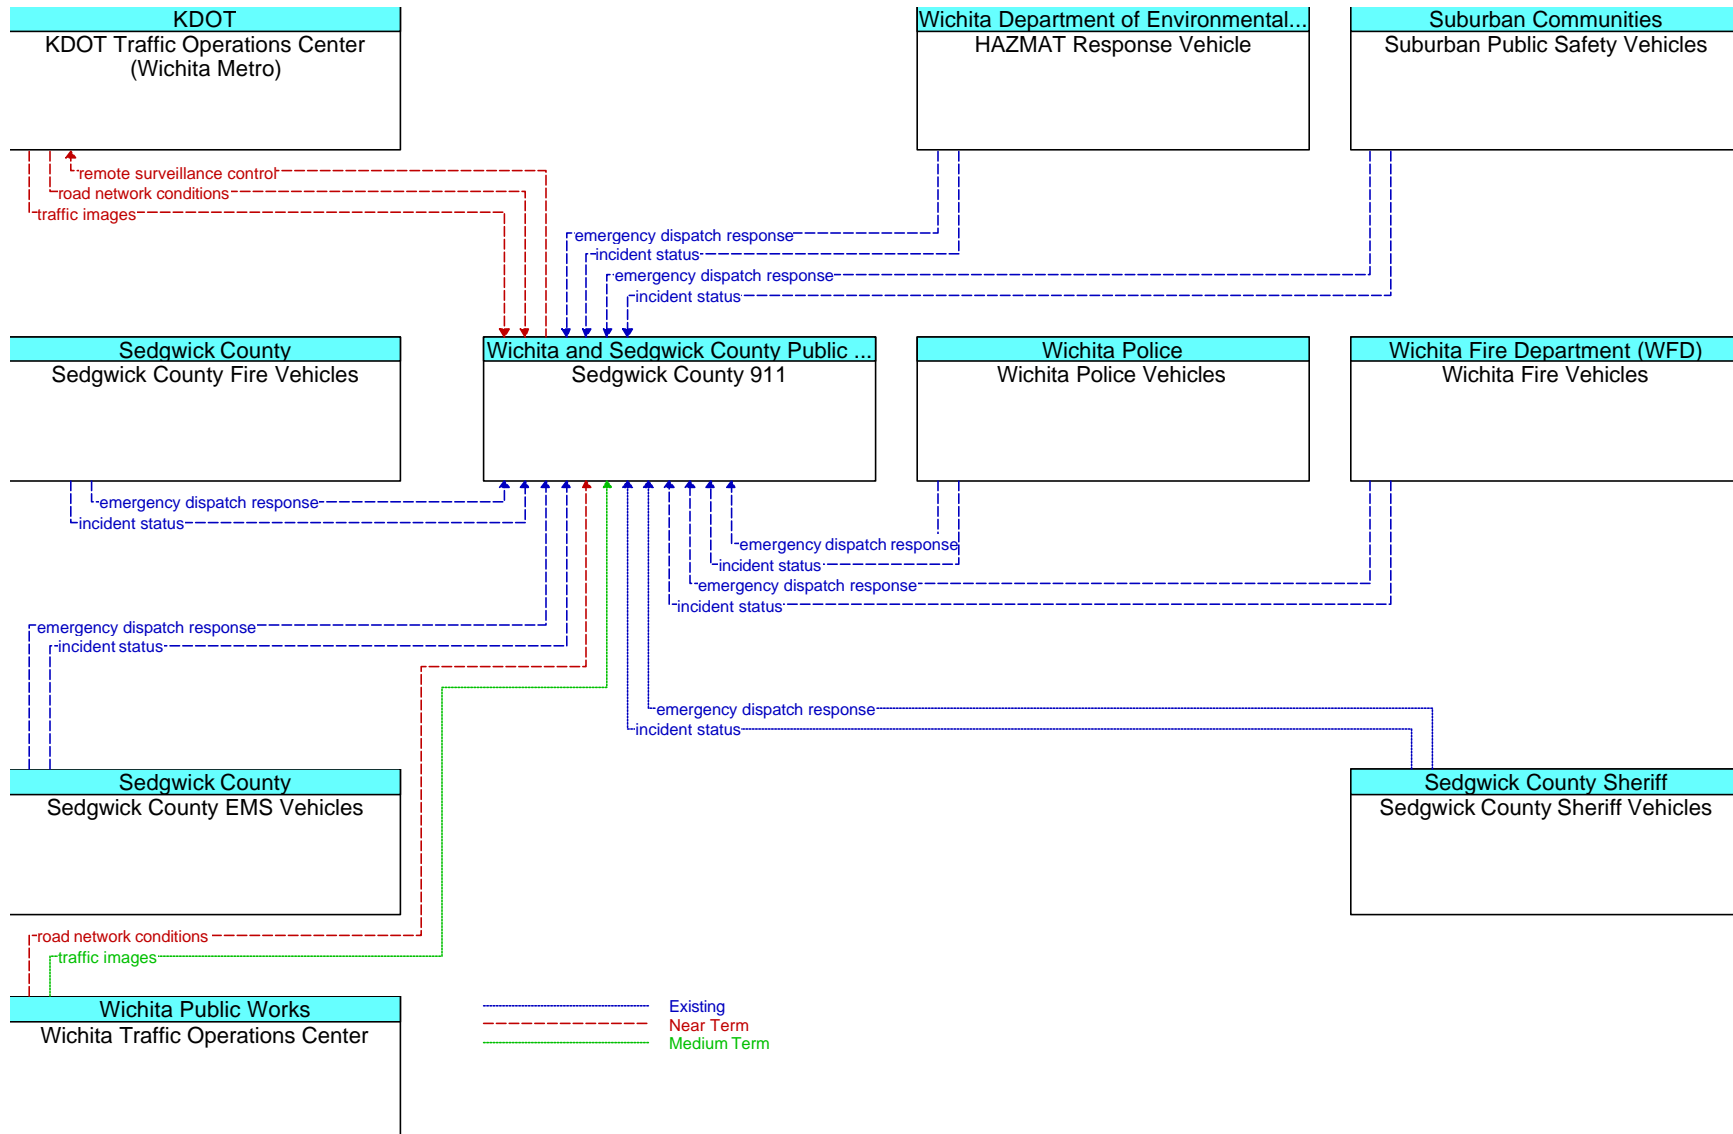 KDOT
KDOT Traffic Operations Center
(Wichita Metro)
Wichita Department of Environmental...
HAZMAT Response Vehicle
Suburban Communities
Suburban Public Safety Vehicles
remote surveillance control
road network conditions
traffic images
emergency dispatch response
incident status
emergency dispatch response
incident status
Sedgwick County
Sedgwick County Fire Vehicles
Wichita and Sedgwick County Public ...
Sedgwick County 911
Wichita Police
Wichita Police Vehicles
Wichita Fire Department (WFD)
Wichita Fire Vehicles
emergency dispatch response
incident status
emergency dispatch response
incident status
emergency dispatch response
incident status
emergency dispatch response
incident status
emergency dispatch response
incident status
Sedgwick County
Sedgwick County EMS Vehicles
Sedgwick County Sheriff
Sedgwick County Sheriff Vehicles
road network conditions
traffic images
Wichita Public Works
Wichita Traffic Operations Center
Existing
Near Term
Medium Term